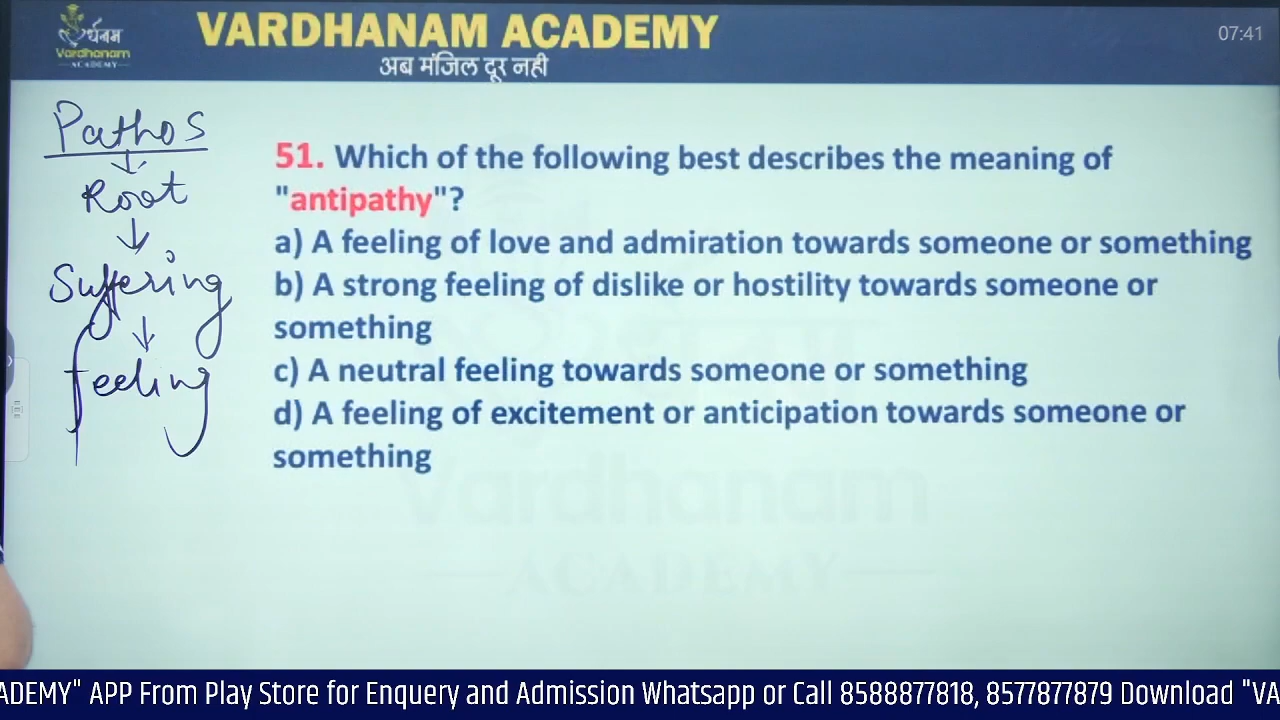 र्धनम
Vardhanam
ACADEMY
VARDHANAM ACADEMY
अब मंजिल दूर नही
07:41
Pathos
Root
Suffering
feeling
51. Which of the following best describes the meaning of
"antipathy"?
a) A feeling of love and admiration towards someone or something
b) A strong feeling of dislike or hostility towards someone or
something
c) A neutral feeling towards someone or something
d) A feeling of excitement or anticipation towards someone or
something
Vardhanam
ACADEMY
ADEMY" APP From Play Store for Enquery and Admission Whatsapp or Call 8588877818, 8577877879 Download "VA